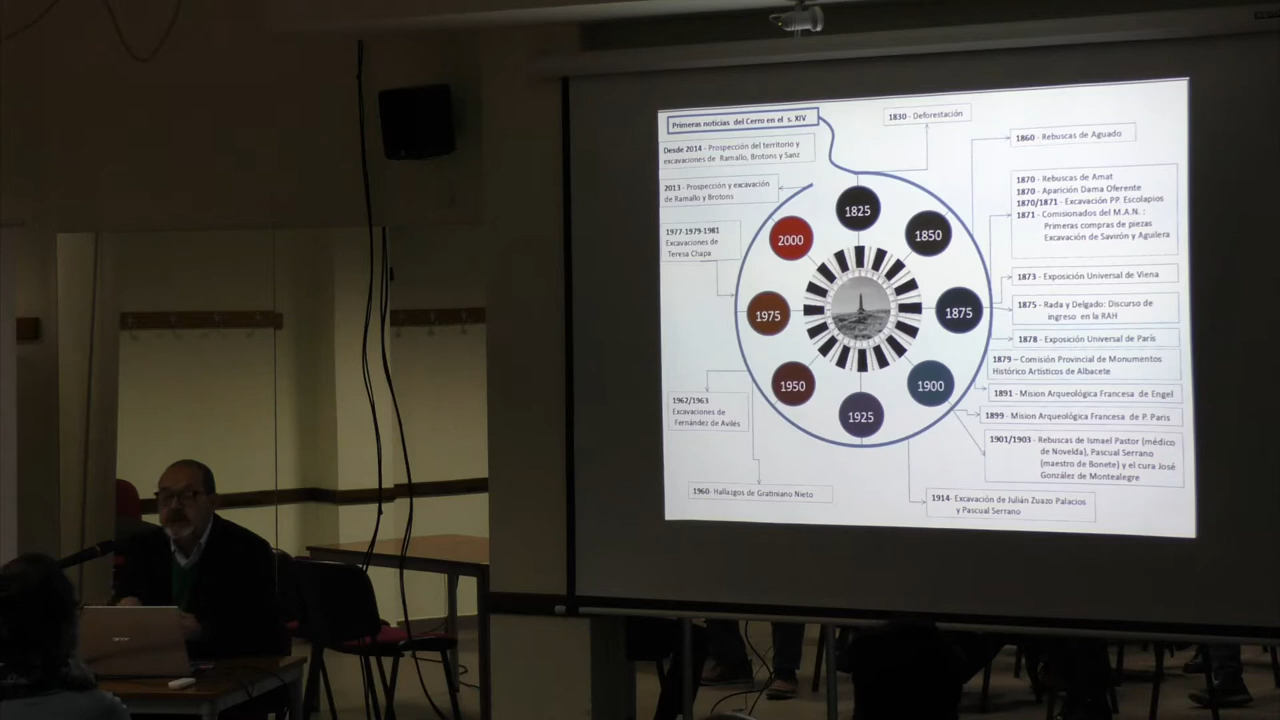 Primeras noticias del Cerro en el s. XIV
1830 - Deforestación
1860 - Rebuscas de Aguado
Desde 2014 - Prospección del territorio y
excavaciones de Ramallo, Brotons y Sanz
2013 - Prospección y excavación
de Ramallo y Brotons
1977-1979-1981
Excavaciones de
Teresa Chapa
1870 - Rebuscas de Amat
1870 - Aparición Dama Oferente
1870/1871 - Excavación PP. Escolapios
1871 - Comisionados del M.A.N. :
Primeras compras de piezas
Excavación de Savirón y Aguilera
1873 - Exposición Universal de Viena
1875 - Rada y Delgado: Discurso de
ingreso en la RAH
1878 - Exposición Universal de París
1879 – Comisión Provincial de Monumentos
Histórico Artísticos de Albacete
1891 - Mision Arqueológica Francesa de Engel
1899 - Mision Arqueológica Francesa de P. Paris
1901/1903 - Rebuscas de Ismael Pastor (médico
de Novelda), Pascual Serrano
(maestro de Bonete) y el cura José
González de Montealegre
1914- Excavación de Julián Zuazo Palacios
y Pascual Serrano
1960- Hallazgos de Gratiniano Nieto
1962/1963
Excavaciones de
Fernández de Avilés
1825
1850
1875
1900
1925
1950
1975
2000
acer